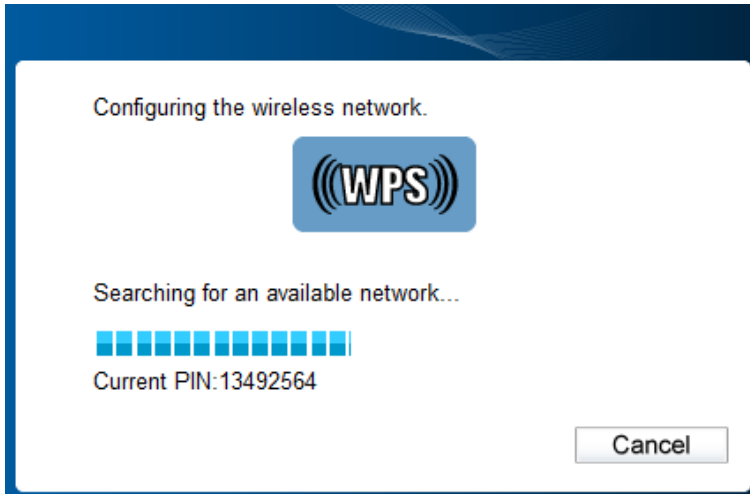 Configuring the wireless network.
WPS
Searching for an available network...
Current PIN:13492564
Cancel